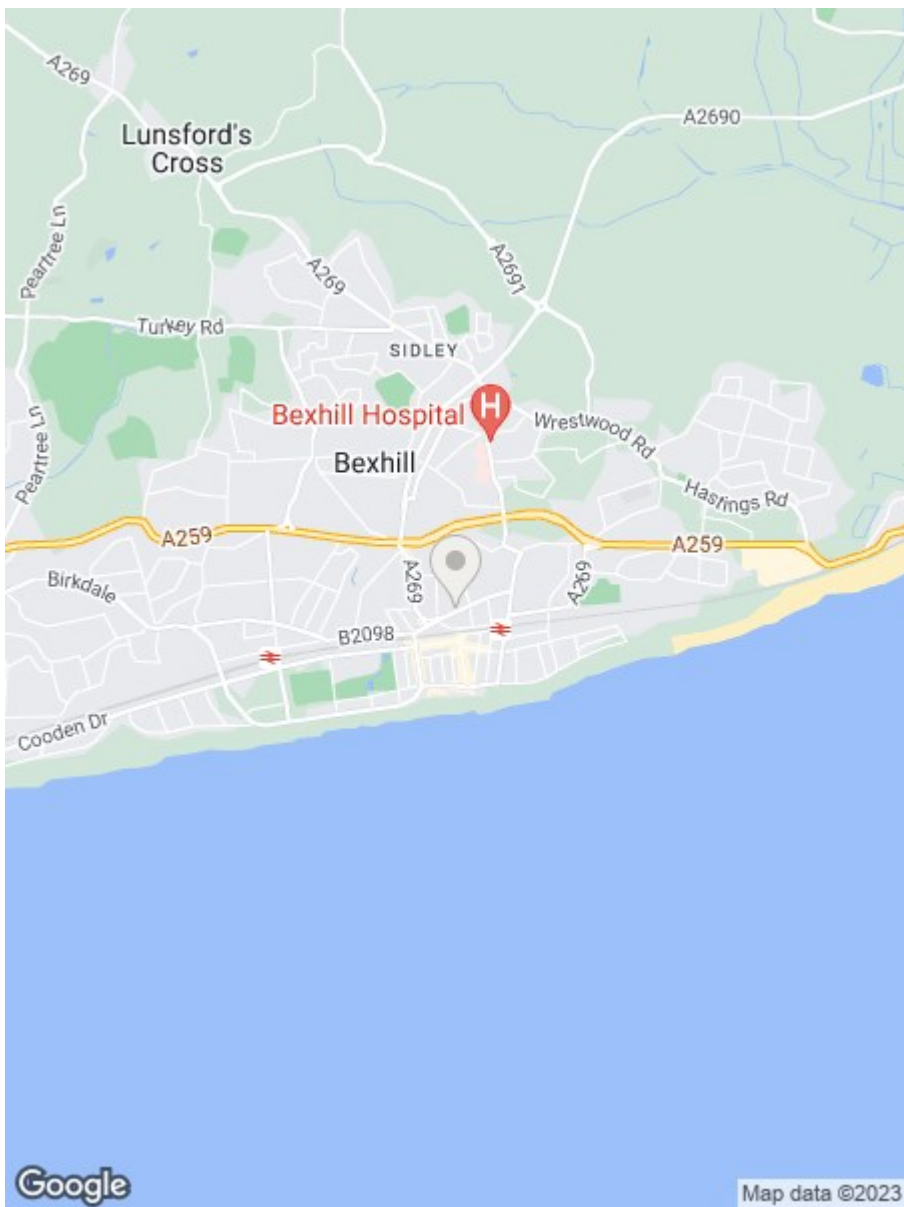 A269
A2690
Lunsford's
Cross
Peartree Ln
A2691
A269
Turkey Rd
SIDLEY
Bexhill Hospital
H
Wrestwood Rd
Peartree Ln
Bexhill
Hastings Rd
A259
A259
Birkdale
A269
A269
B2098
Cooden Dr
Google
Map data ©2023